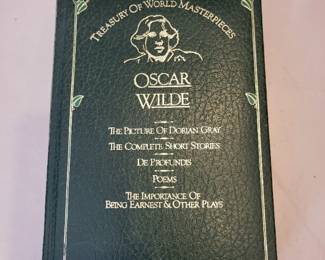 TREASURY OF WORLD MASTERPIECES
OSCAR
WILDE
THE PICTURE OF DORIAN GRAY
THE COMPLETE SHORT STORIES
DE PROFUNDIS
POEMS
THE IMPORTANCE OF
BEING EARNEST & OTHER PLAYS